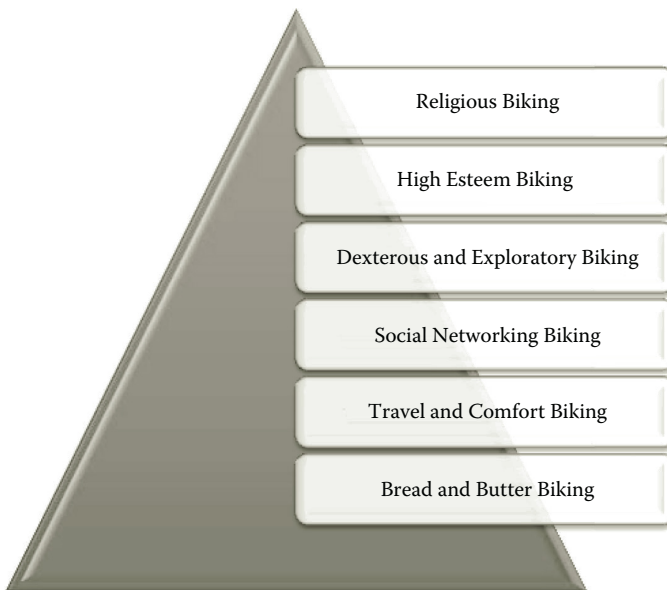 Religious Biking
High Esteem Biking
Dexterous and Exploratory Biking
Social Networking Biking
Travel and Comfort Biking
Bread and Butter Biking